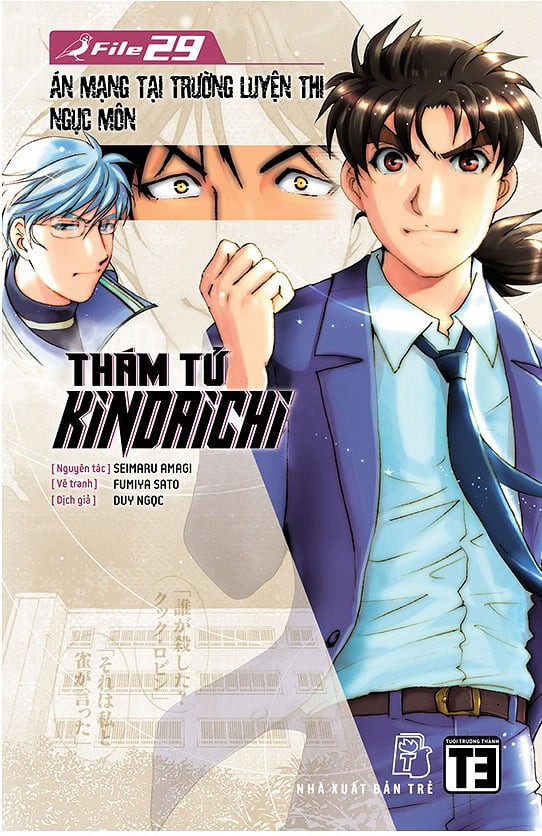 File 29
ÁN MẠNG TẠI TRƯỜNG LUYỆN THI
NGỤC MÔN
THÁM TỬ
KINDAICHI
[ Nguyên tác ] SEIMARU AMAGI
[ Vẽ tranh ] FUMIYA SATO
[ Dịch giả ] DUY NGỌC
「誰が殺した?
クック・ロビン」
「それは私」
雀が言った
NHÀ XUẤT BẢN TRẺ
TUỔI TRƯỞNG THÀNH
T3